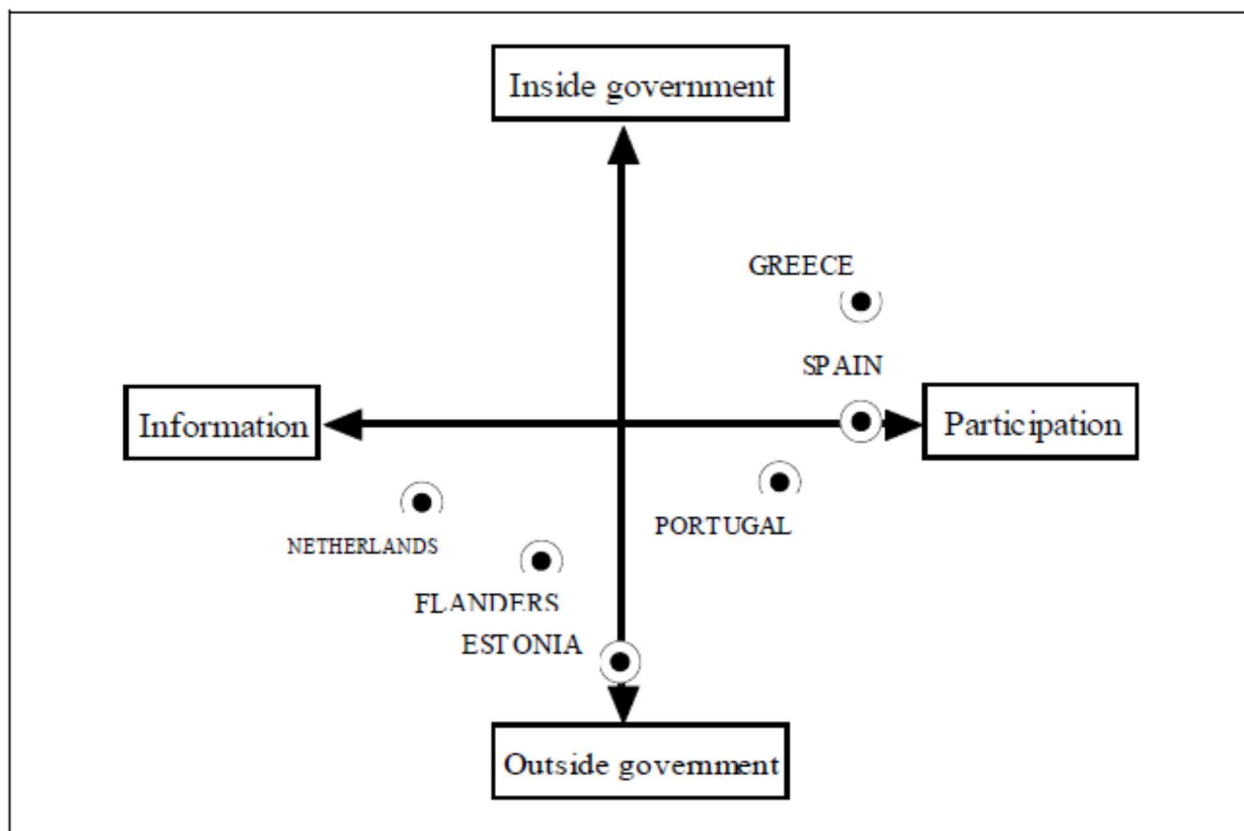 Inside government
GREECE
SPAIN
Information
Participation
PORTUGAL
NETHERLANDS
FLANDERS
ESTONIA
Outside government